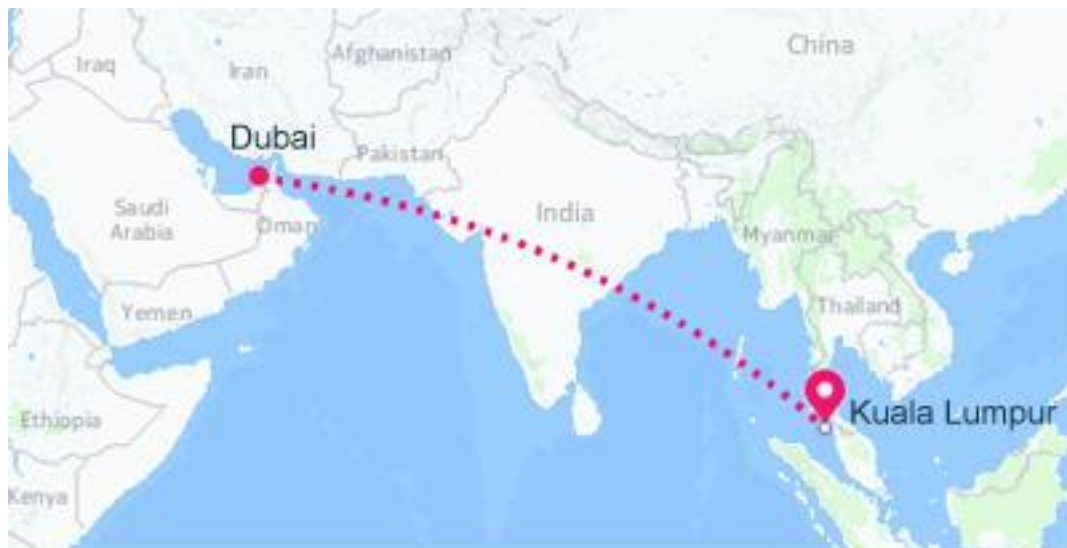 China
Afghanistan
Iraq
Iran
Dubai
Pakistan
Saudi
Arabia
Oman
India
Myanmar
Yemen
Thailand
Ethiopia
Kuala Lumpur
Kenya